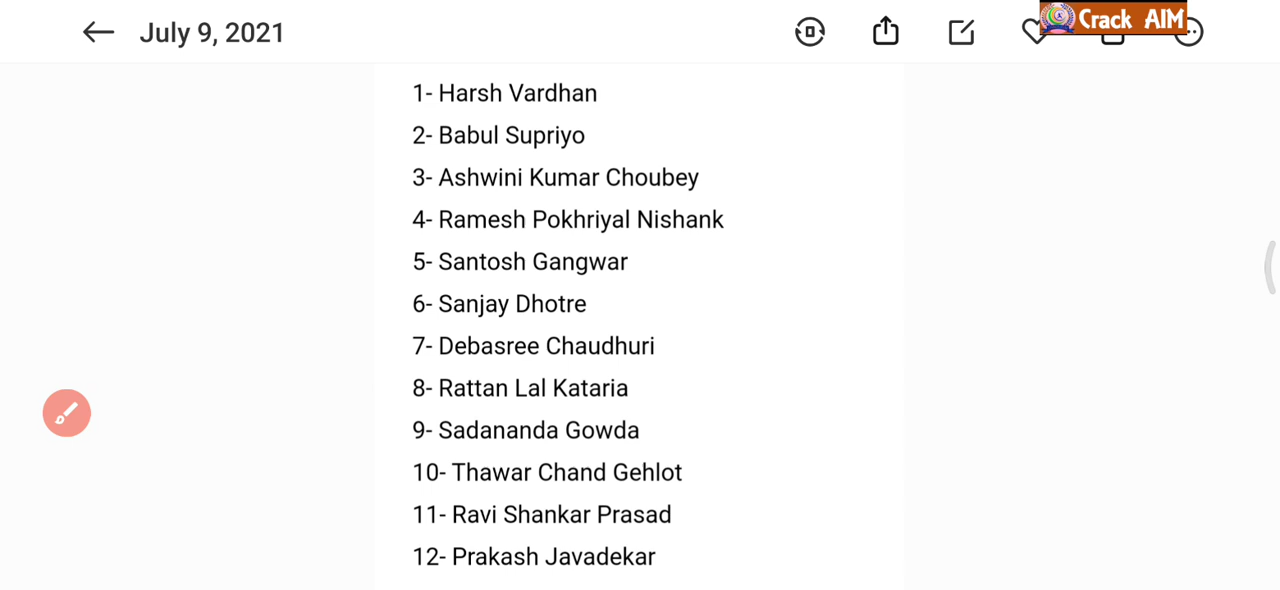 July 9, 2021
Crack AIM
1- Harsh Vardhan
2- Babul Supriyo
3- Ashwini Kumar Choubey
4- Ramesh Pokhriyal Nishank
5- Santosh Gangwar
6- Sanjay Dhotre
7- Debasree Chaudhuri
8- Rattan Lal Kataria
9- Sadananda Gowda
10- Thawar Chand Gehlot
11- Ravi Shankar Prasad
12- Prakash Javadekar